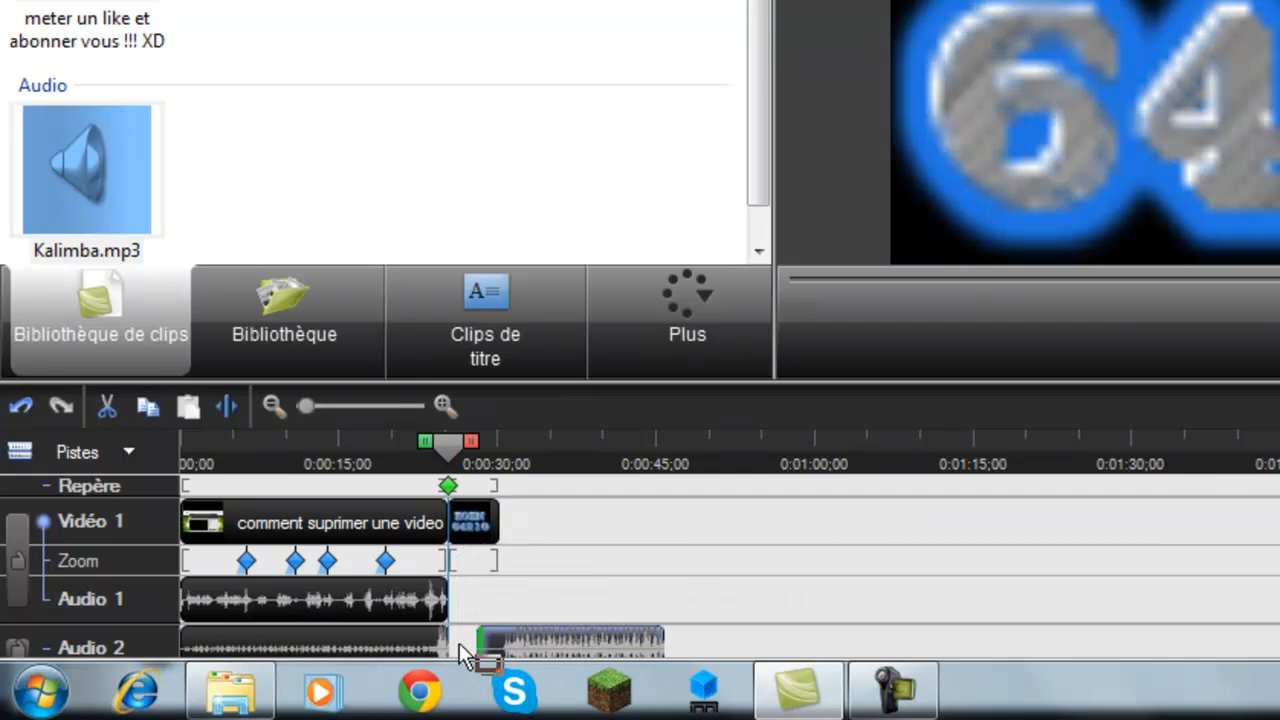 meter un like et
abonner vous !!! XD
Audio
Kalimba.mp3
64
Bibliothèque de clips
Bibliothèque
Clips de
titre
Plus
Pistes
00;00 0:00:15;00 0:00:30;00 0:00:45;00 0:01:00;00 0:01:15;00 0:01:30;00 0:01
Repère
Vidéo 1
comment suprimer une video
Zoom
Audio 1
Audio 2